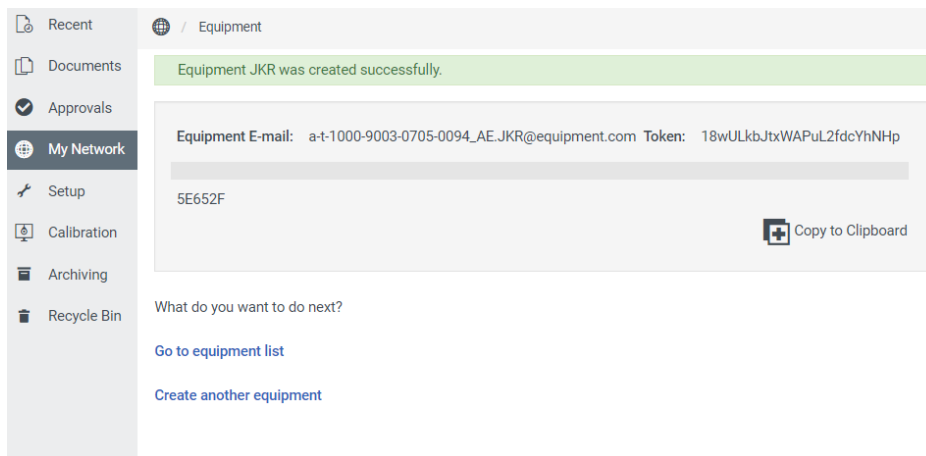 Recent
Documents
Approvals
My Network
Setup
Calibration
Archiving
Recycle Bin
/ Equipment
Equipment JKR was created successfully.
Equipment E-mail: a-t-1000-9003-0705-0094_AE.JKR@equipment.com Token: 18wULkbJtxWAPuL2fdcYhNHp
5E652F
Copy to Clipboard
What do you want to do next?
Go to equipment list
Create another equipment